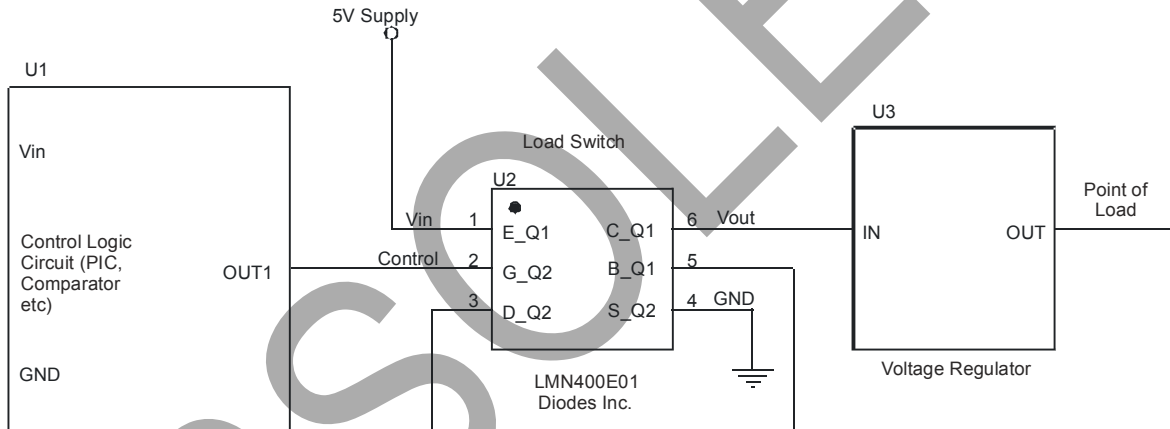 5V Supply
U1
Vin
Control Logic
Circuit (PIC,
Comparator
etc)
OUT1
GND
Load Switch
U2
Vin
1
E_Q1
Control
2
G_Q2
3
D_Q2
C_Q1
6
Vout
B_Q1
5
S_Q2
4
GND
LMN400E01
Diodes Inc.
U3
IN
OUT
Voltage Regulator
Point of
Load